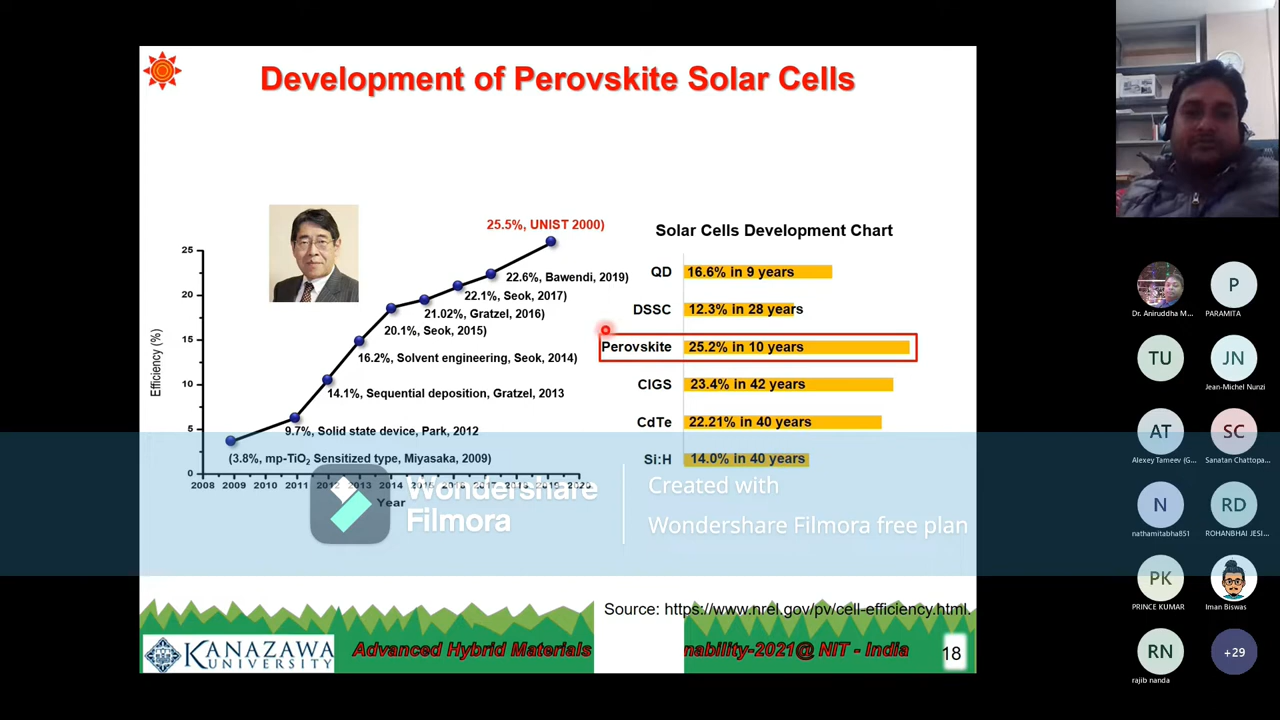 Development of Perovskite Solar Cells
25.5%, UNIST 2000)
22.6%, Bawendi, 2019)
22.1%, Seok, 2017)
21.02%, Gratzel, 2016)
20.1%, Seok, 2015)
16.2%, Solvent engineering, Seok, 2014)
14.1%, Sequential deposition, Gratzel, 2013
9.7%, Solid state device, Park, 2012
(3.8%, mp-TiO2 Sensitized type, Miyasaka, 2009)
Efficiency (%)
25
20
15
10
5
0
2008 2009 2010 2011 2012 2013 2014 2015 2016 2017 2018 2019 2020
Year
Solar Cells Development Chart
QD 16.6% in 9 years
DSSC 12.3% in 28 years
Perovskite 25.2% in 10 years
CIGS 23.4% in 42 years
CdTe 22.21% in 40 years
Si:H 14.0% in 40 years
Wondershare
Filmora
Created with
Wondershare Filmora free plan
Source: https://www.nrel.gov/pv/cell-efficiency.html.
KANAZAWA
UNIVERSITY
Advanced Hybrid Materials
nability-2021@ NIT - India
18
Dr. Aniruddha M...
P
PARAMITA
TU
JN
Jean-Michel Nunzi
AT
Alexey Tameev (G...
SC
Sanatan Chattopa...
N
nathamitabha851
RD
ROHANBHAI JESI...
PK
PRINCE KUMAR
Iman Biswas
RN
rajib nanda
+29